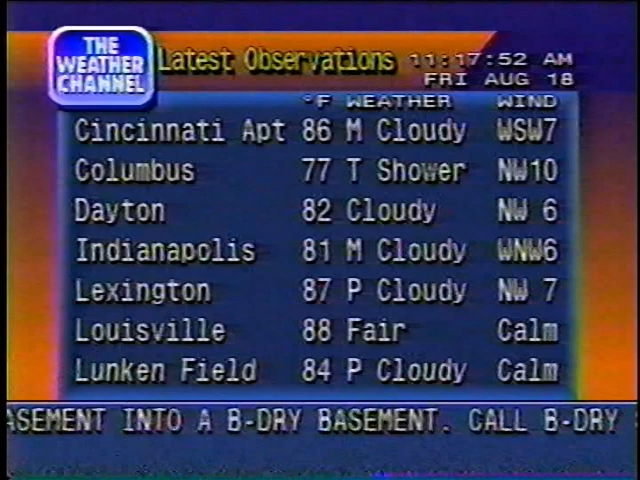 THE
WEATHER
CHANNEL
Latest Observations 11:17:52 AM
FRI AUG 18
°F WEATHER WIND
Cincinnati Apt 86 M Cloudy WSW7
Columbus 77 T Shower NW10
Dayton 82 Cloudy NW 6
Indianapolis 81 M Cloudy WNW6
Lexington 87 P Cloudy NW 7
Louisville 88 Fair Calm
Lunken Field 84 P Cloudy Calm
ASEMENT INTO A B-DRY BASEMENT. CALL B-DRY